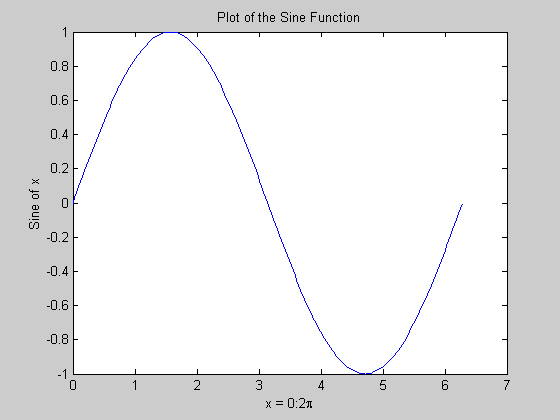 Plot of the Sine Function
1
0.8
0.6
0.4
0.2
0
-0.2
-0.4
-0.6
-0.8
-1
Sine of x
0 1 2 3 4 5 6 7
x = 0:2π